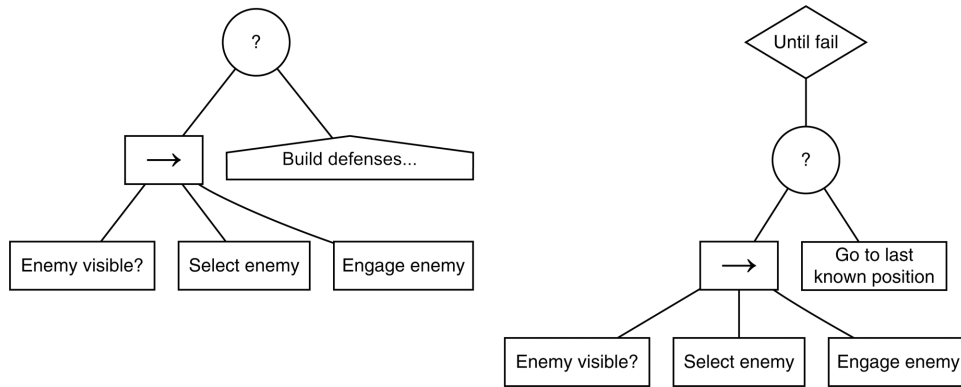 ?
→
Build defenses...
Enemy visible?
Select enemy
Engage enemy
Until fail
?
→
Go to last
known position
Enemy visible?
Select enemy
Engage enemy